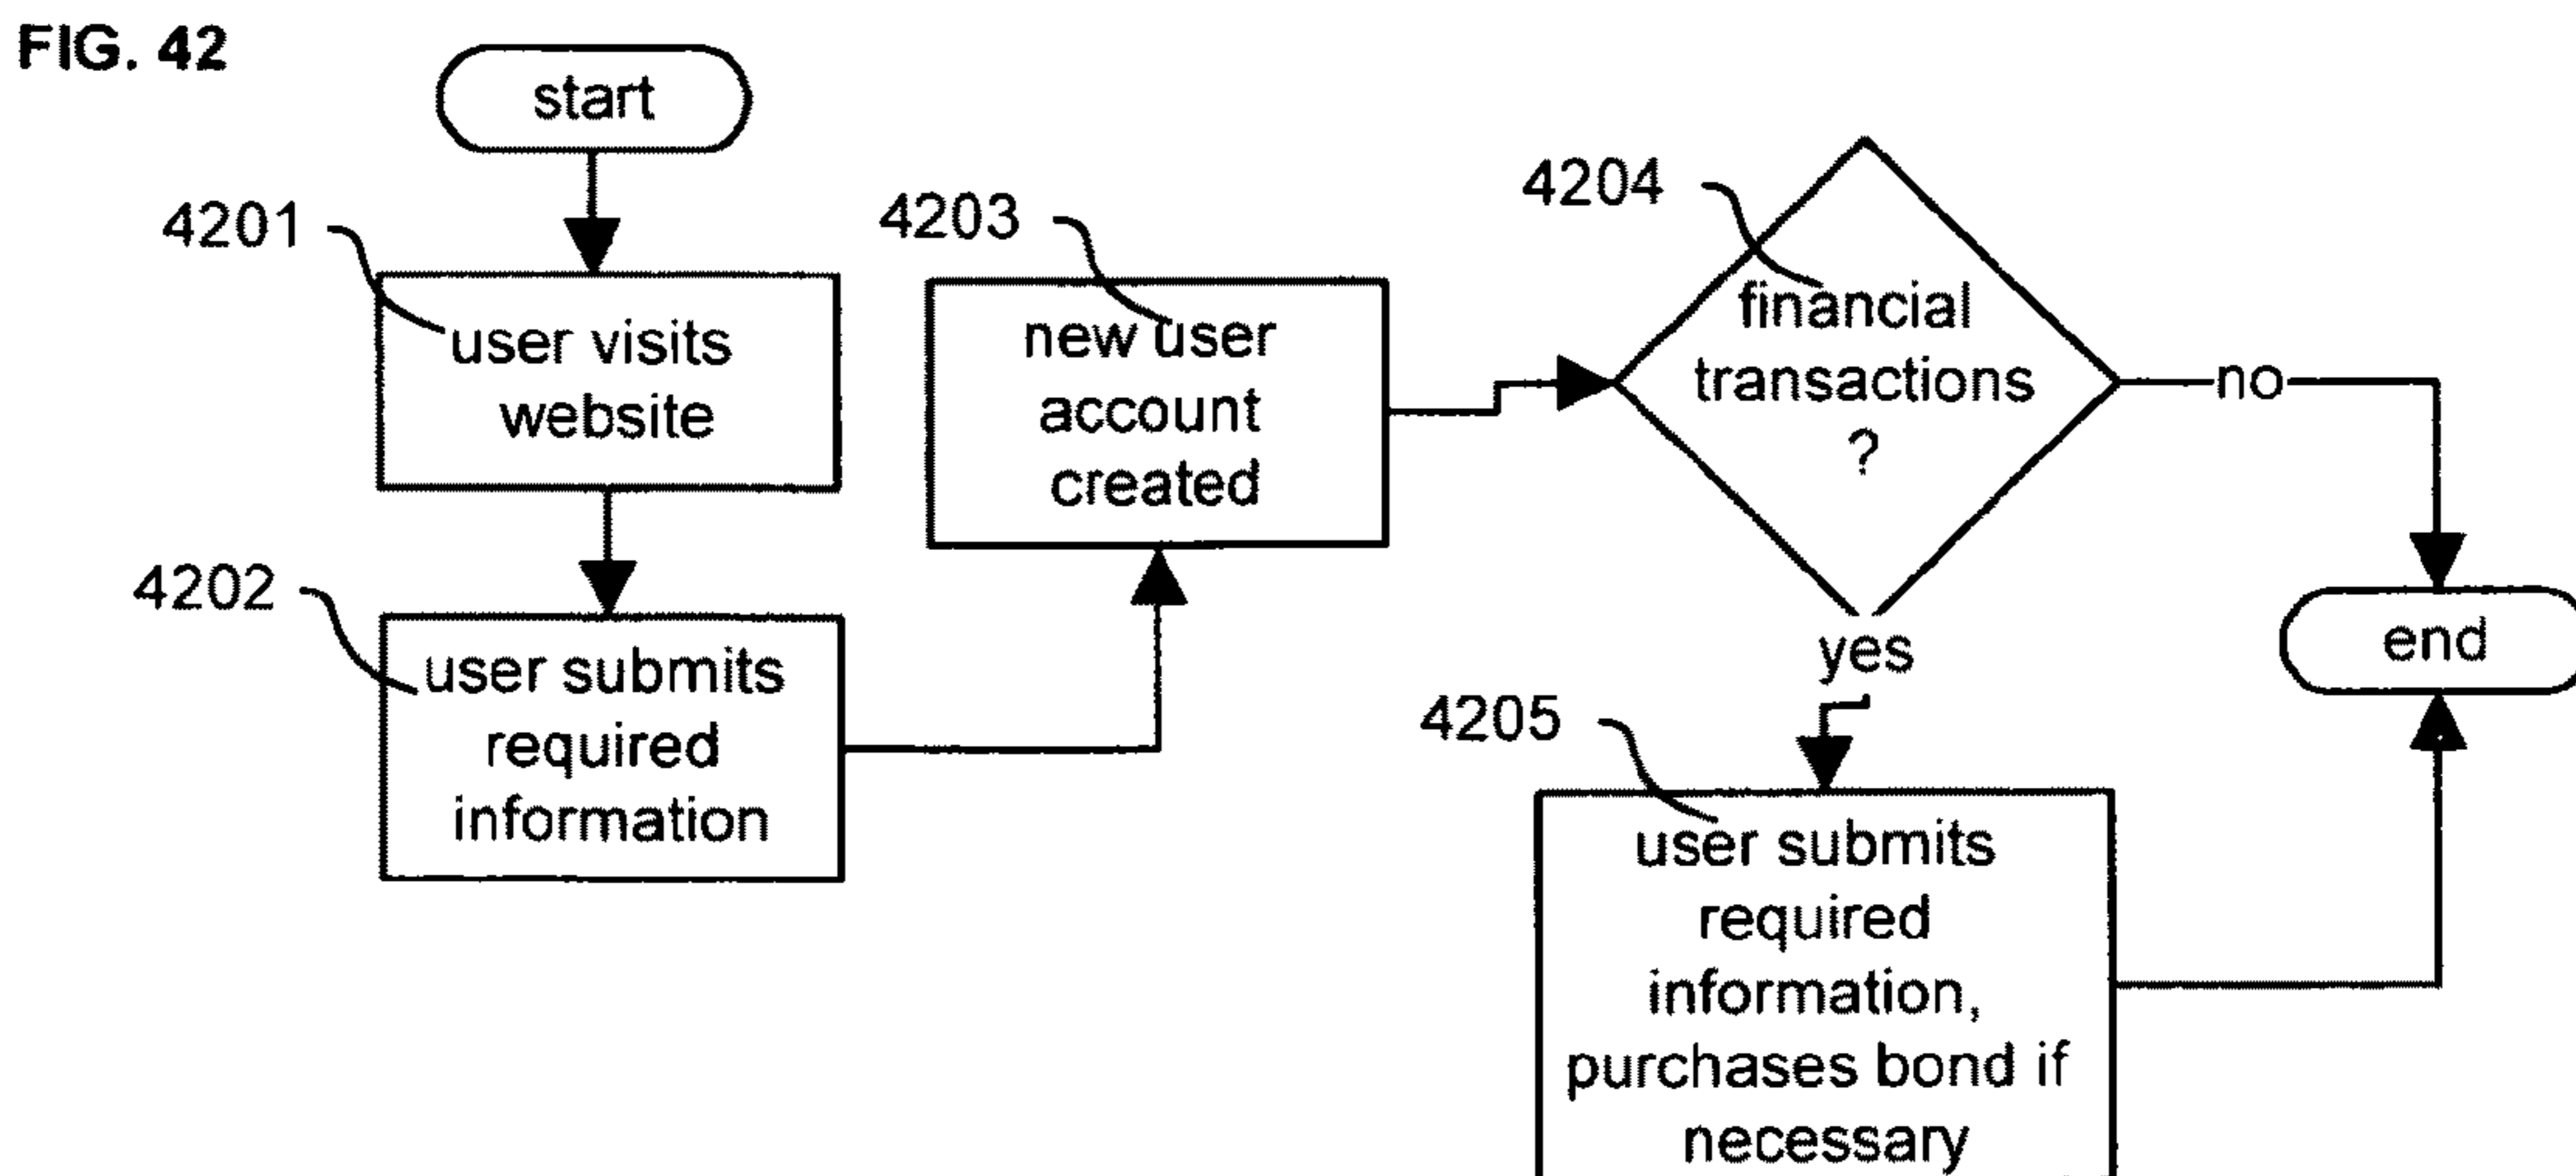 FIG. 42
start
4201
user visits
website
4202
user submits
required
information
4203
new user
account
created
4204
financial
transactions
?
no
yes
end
4205
user submits
required
information,
purchases bond if
necessary